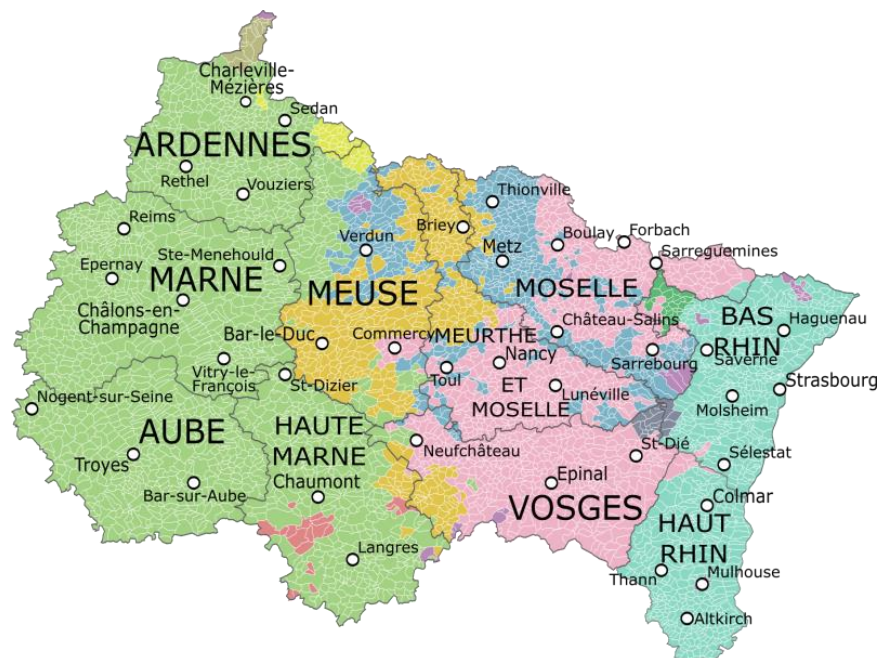 Charleville-
Mézières
Sedan
ARDENNES
Rethel
Vouziers
Reims
Ste-Menehould
Epernay
MARNE
Châlons-en-
Champagne
Vitry-le-
François
St-Dizier
Verdun
MEUSE
Bar-le-Duc
Commercy
Briey
Thionville
Metz
Boulay
Forbach
Sarreguemines
MOSELLE
Château-Salins
Sarrebourg
MEURTHE
Nancy
Toul
ET
Lunéville
MOSELLE
BAS
RHIN
Haguenau
Saverne
Strasbourg
Molsheim
Sélestat
Nogent-sur-Seine
AUBE
Troyes
Bar-sur-Aube
HAUTE
MARNE
Chaumont
Langres
Neufchâteau
St-Dié
Epinal
VOSGES
Colmar
HAUT
RHIN
Thann
Mulhouse
Altkirch